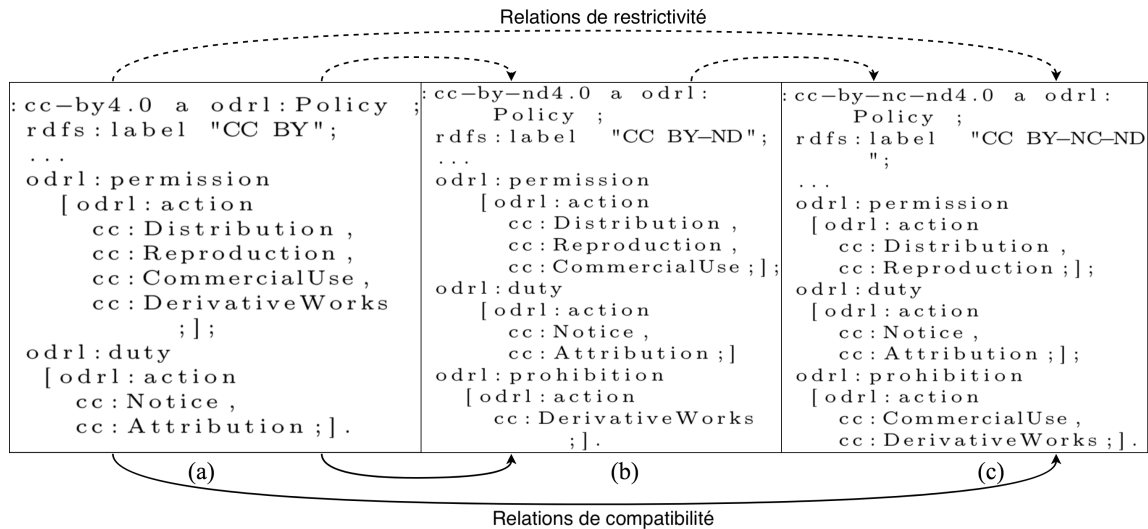 Relations de restrictivité
:cc-by4.0 a odrl:Policy ;
rdfs:label "CC BY";
...
odrl:permission
[odrl:action
cc:Distribution,
cc:Reproduction,
cc:CommercialUse,
cc:DerivativeWorks
;];
odrl:duty
[odrl:action
cc:Notice,
cc:Attribution;].
:cc-by-nd4.0 a odrl:
Policy ;
rdfs:label "CC BY-ND";
...
odrl:permission
[odrl:action
cc:Distribution,
cc:Reproduction,
cc:CommercialUse;];
odrl:duty
[odrl:action
cc:Notice,
cc:Attribution;]
odrl:prohibition
[odrl:action
cc:DerivativeWorks
;].
:cc-by-nc-nd4.0 a odrl:
Policy ;
rdfs:label "CC BY-NC-ND
";
...
odrl:permission
[odrl:action
cc:Distribution,
cc:Reproduction;];
odrl:duty
[odrl:action
cc:Notice,
cc:Attribution;];
odrl:prohibition
[odrl:action
cc:CommercialUse,
cc:DerivativeWorks;].
(a)
(b)
(c)
Relations de compatibilité